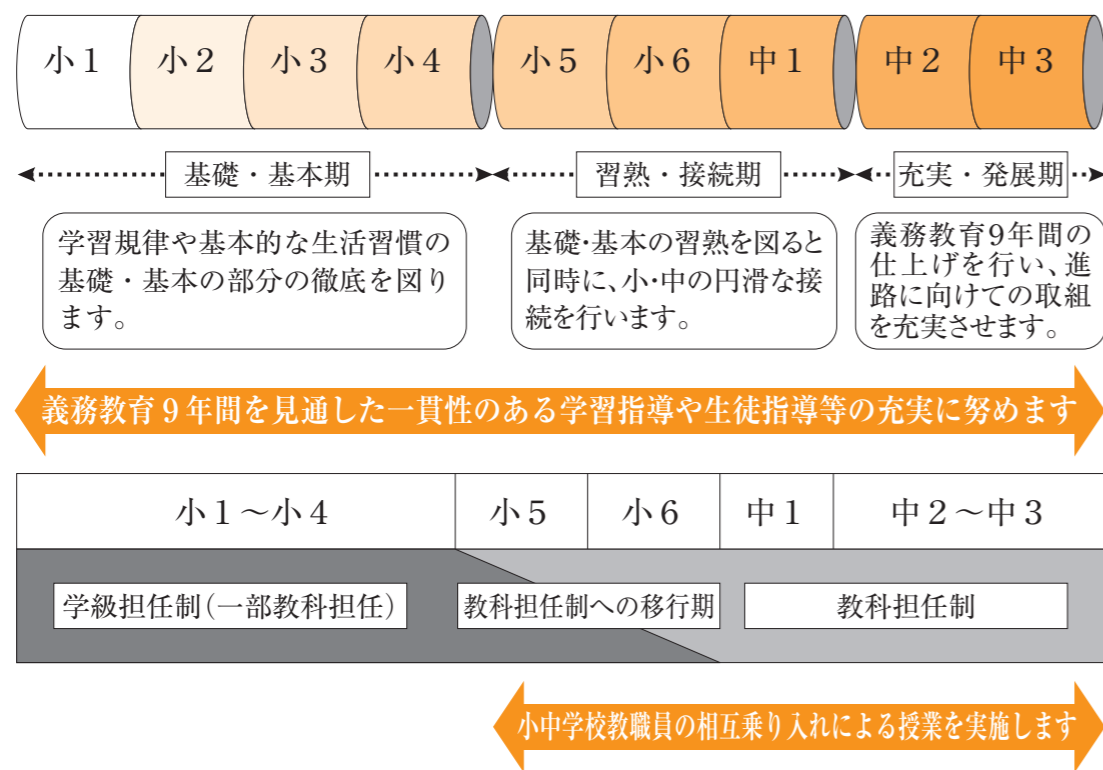 小1 小2 小3 小4 小5 小6 中1 中2 中3
基礎・基本期 習熟・接続期 充実・発展期
学習規律や基本的な生活習慣の
基礎・基本の部分の徹底を図り
ます。
基礎・基本の習熟を図ると
同時に、小・中の円滑な接
続を行います。
義務教育9年間の
仕上げを行い、進
路に向けての取組
を充実させます。
義務教育9年間を見通した一貫性のある学習指導や生徒指導等の充実に努めます
小1~小4 小5 小6 中1 中2~中3
学級担任制(一部教科担任) 教科担任制への移行期 教科担任制
小中学校教職員の相互乗り入れによる授業を実施します